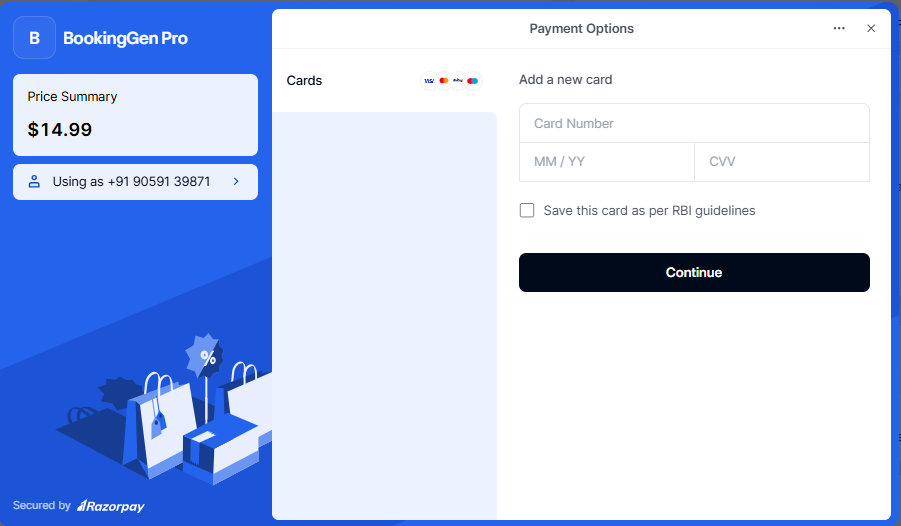 B
BookingGen Pro
Price Summary
$14.99
Using as +91 90591 39871
%
Secured by Razorpay
Payment Options
Cards
VISA
Add a new card
Card Number
MM / YY
CVV
Save this card as per RBI guidelines
Continue